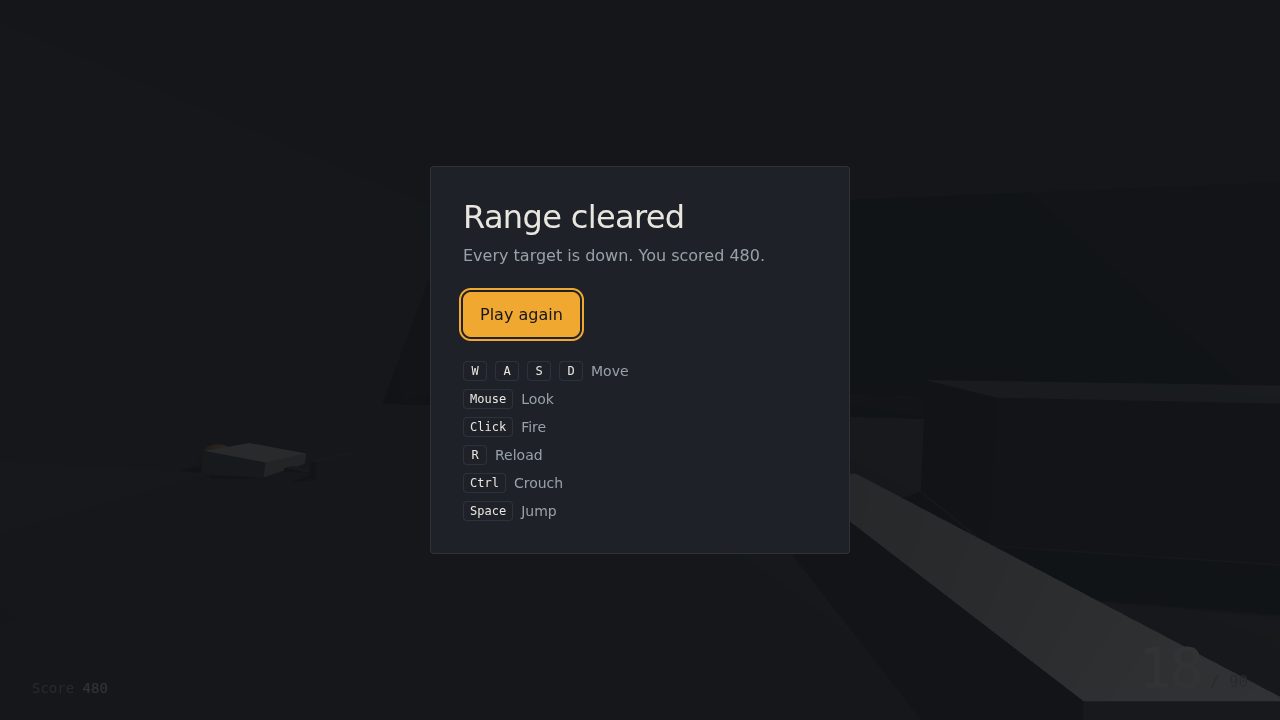 Range cleared
Every target is down. You scored 480.
Play again
W A S D Move
Mouse Look
Click Fire
R Reload
Ctrl Crouch
Space Jump
Score 480
18 / 90